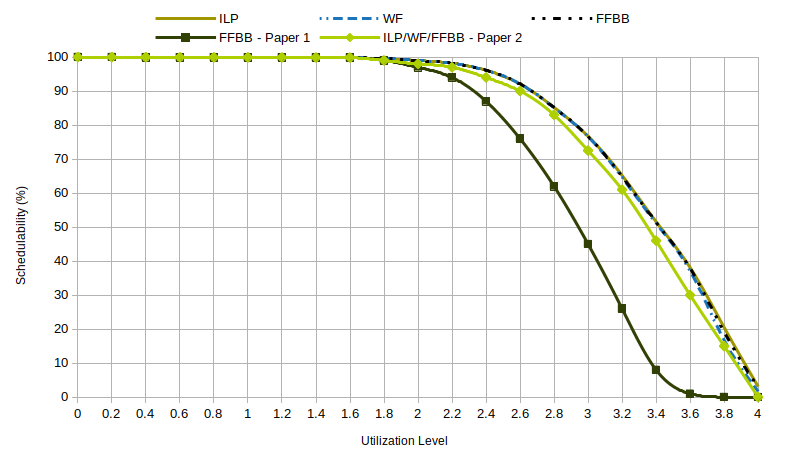 ILP WF FFBB
FFBB - Paper 1 ILP/WF/FFBB - Paper 2
100
90
80
70
60
50
40
30
20
10
0
Schedulability (%)
0 0.2 0.4 0.6 0.8 1 1.2 1.4 1.6 1.8 2 2.2 2.4 2.6 2.8 3 3.2 3.4 3.6 3.8 4
Utilization Level